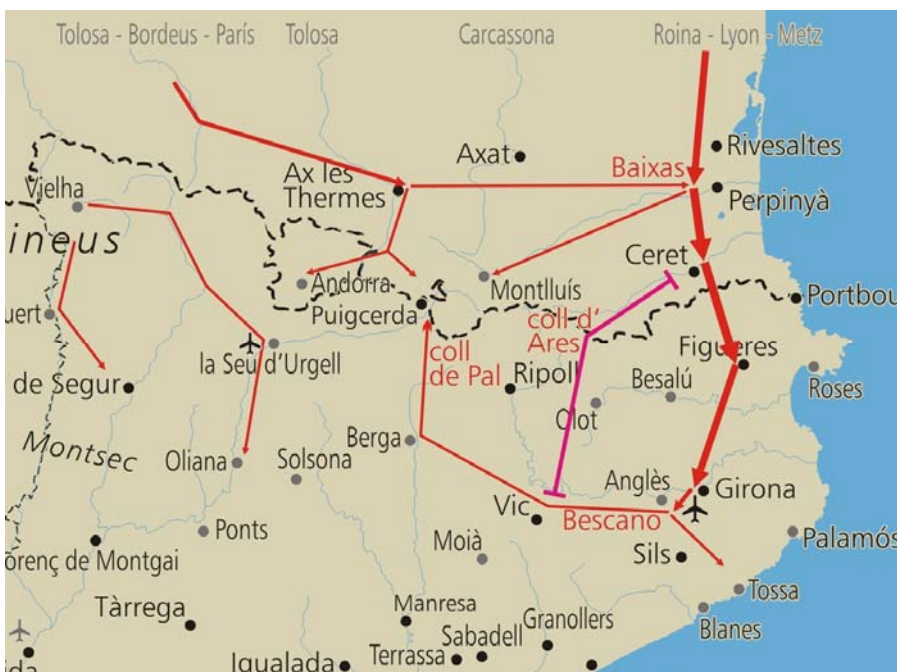 Tolosa - Bordeus - París
Tolosa
Carcassona
Roina - Lyon - Metz
Axat
Rivesaltes
Baixas
Ax les
Thermes
Perpinyà
Vielha
ineus
Ceret
Andorra
Montlluís
Portbou
uert
Puigcerda
coll d'
Ares
la Seu d'Urgell
coll
de Pal
Figueres
de Segur
Ripoll
Besalú
Roses
Olot
Montsec
Berga
Oliana
Solsona
Anglès
Girona
Vic
Bescano
Ponts
Palamós
orenç de Montgai
Moià
Sils
Tossa
Tàrrega
Manresa
Blanes
Granollers
Sabadell
Terrassa
Igualada
ida